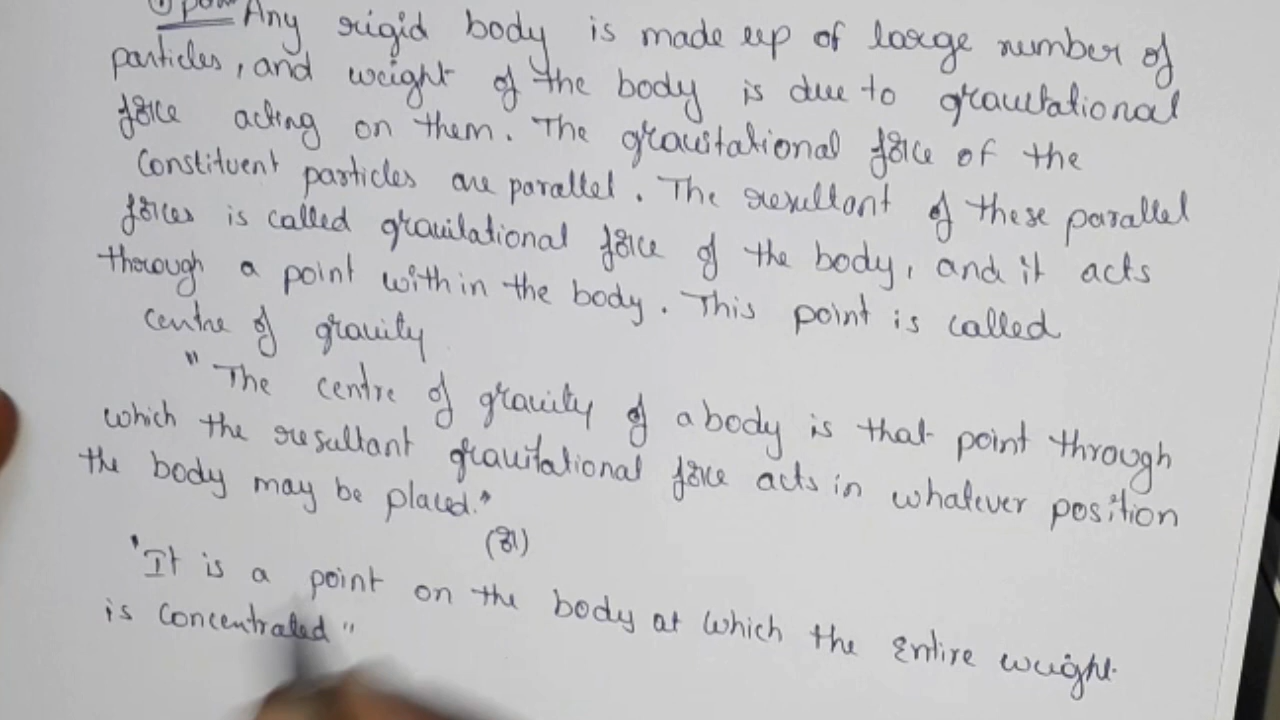 Any rigid body is made up of large number of
particles, and weight of the body is due to gravitational
force acting on them. The gravitational force of the
constituent particles are parallel. The resultant of these parallel
forces is called gravitational force of the body, and it acts
through a point within the body. This point is called
centre of gravity
"The centre of gravity of a body is that point through
which the resultant gravitational force acts in whatever position
the body may be placed."
(or)
"It is a point on the body at which the entire weight
is concentrated"